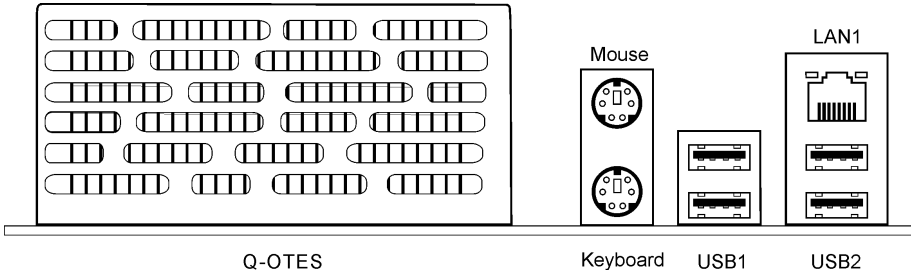 Mouse
LAN1
Q-OTES
Keyboard
USB1
USB2